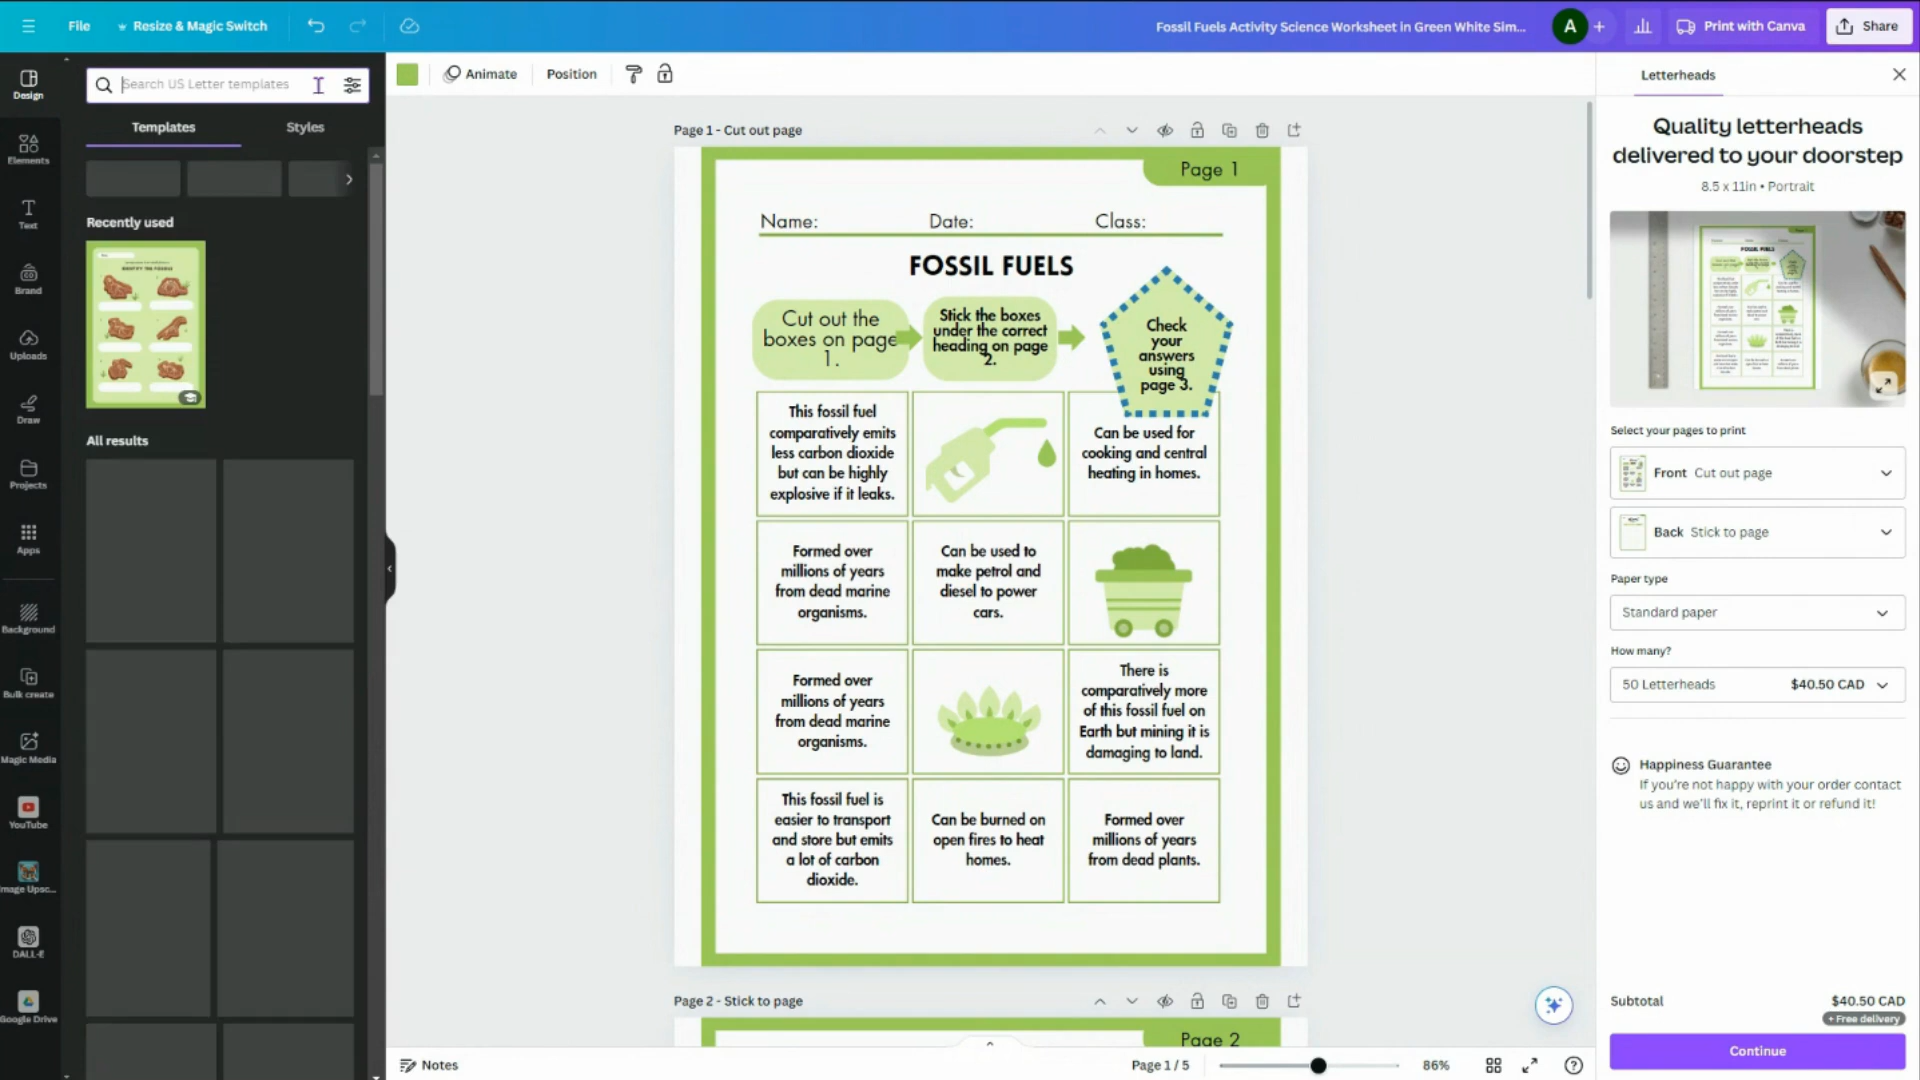 File
Resize & Magic Switch
Fossil Fuels Activity Science Worksheet in Green White Sim...
A
Print with Canva
Share
Design
Elements
Text
Brand
Uploads
Draw
Projects
Apps
Background
Bulk create
Magic Media
YouTube
Image Upsc...
DALL·E
Google Drive
Search US Letter templates
Templates
Styles
Recently used
IDENTIFY THE FOSSILS
All results
Animate
Position
Page 1 - Cut out page
Page 1
Name:
Date:
Class:
FOSSIL FUELS
Cut out the
boxes on page
1.
Stick the boxes
under the correct
heading on page
2.
Check
your
answers
using
page 3.
This fossil fuel
comparatively emits
less carbon dioxide
but can be highly
explosive if it leaks.
Can be used for
cooking and central
heating in homes.
Formed over
millions of years
from dead marine
organisms.
Can be used to
make petrol and
diesel to power
cars.
Formed over
millions of years
from dead marine
organisms.
There is
comparatively more
of this fossil fuel on
Earth but mining it is
damaging to land.
This fossil fuel is
easier to transport
and store but emits
a lot of carbon
dioxide.
Can be burned on
open fires to heat
homes.
Formed over
millions of years
from dead plants.
Page 2 - Stick to page
Page 2
Notes
Page 1 / 5
86%
Letterheads
Quality letterheads
delivered to your doorstep
8.5 x 11in • Portrait
FOSSIL FUELS
Select your pages to print
Front Cut out page
Back Stick to page
Paper type
Standard paper
How many?
50 Letterheads $40.50 CAD
Happiness Guarantee
If you're not happy with your order contact
us and we'll fix it, reprint it or refund it!
Subtotal
$40.50 CAD
+ Free delivery
Continue